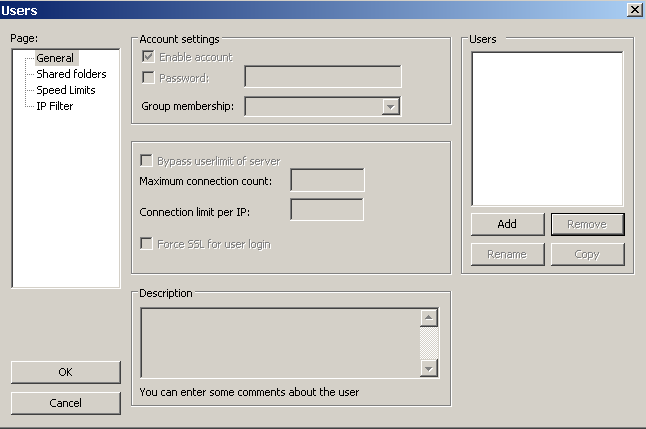 Users
Page:
General
Shared folders
Speed Limits
IP Filter
Account settings
Enable account
Password:
Group membership:
Bypass userlimit of server
Maximum connection count:
Connection limit per IP:
Force SSL for user login
Description
You can enter some comments about the user
Users
Add Remove
Rename Copy
OK
Cancel